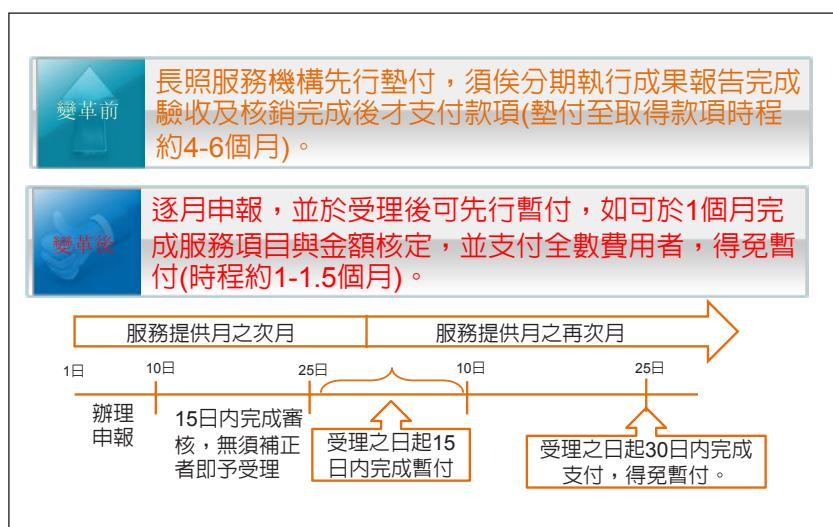 變革前
長照服務機構先行墊付，須俟分期執行成果報告完成
驗收及核銷完成後才支付款項(墊付至取得款項時程
約4-6個月)。
變革後
逐月申報，並於受理後可先行暫付，如可於1個月完
成服務項目與金額核定，並支付全數費用者，得免暫
付(時程約1-1.5個月)。
服務提供月之次月
服務提供月之再次月
1日
10日
25日
10日
25日
辦理
申報
15日內完成審
核，無須補正
者即予受理
受理之日起15
日內完成暫付
受理之日起30日內完成
支付，得免暫付。